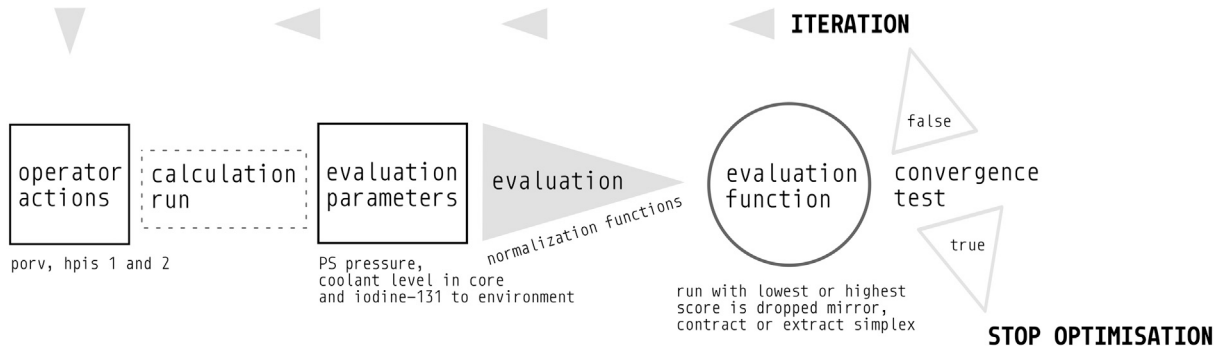 ITERATION
false
operator
actions
calculation
run
evaluation
parameters
evaluation
normalization functions
evaluation
function
convergence
test
true
porv, hpis 1 and 2
PS pressure,
coolant level in core
and iodine-131 to environment
run with lowest or highest
score is dropped mirror,
contract or extract simplex
STOP OPTIMISATION